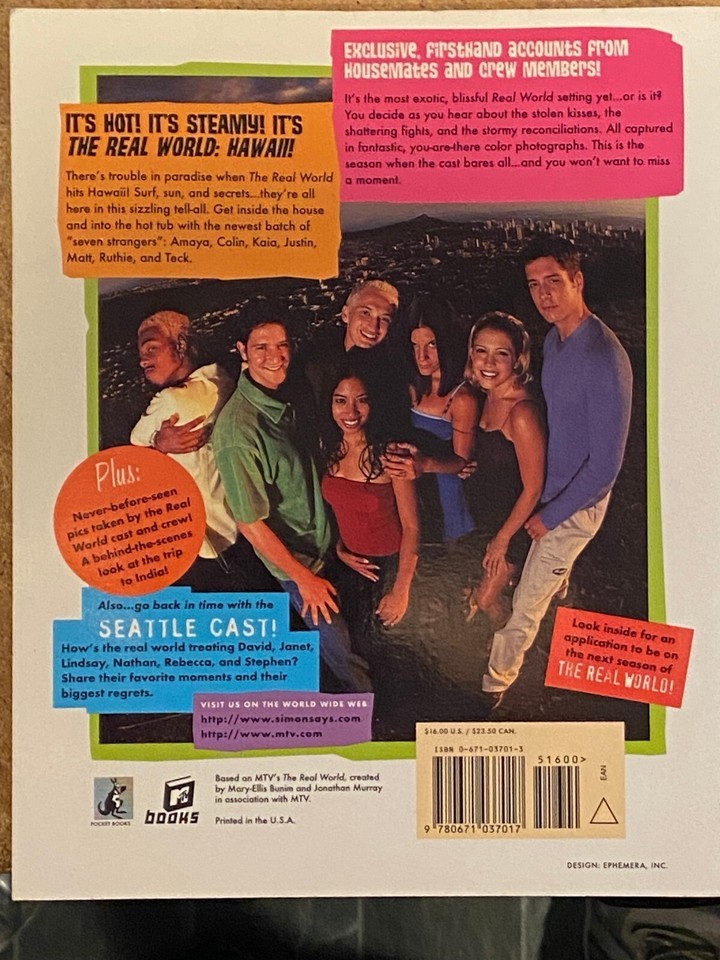 EXCLUSIVE, FIRSTHAND ACCOUNTS FROM
HOUSEMATES AND CREW MEMBERS!
It's the most exotic, blissful Real World setting yet...or is it?
You decide as you hear about the stolen kisses, the
shattering fights, and the stormy reconciliations. All captured
in fantastic, you-are-there color photographs. This is the
season when the cast bares all...and you won't want to miss
a moment.
IT'S HOT! IT'S STEAMY! IT'S
THE REAL WORLD: HAWAII!
There's trouble in paradise when The Real World
hits Hawaii! Surf, sun, and secrets...they're all
here in this sizzling tell-all. Get inside the house
and into the hot tub with the newest batch of
"seven strangers": Amaya, Colin, Kaia, Justin,
Matt, Ruthie, and Teck.
Plus:
Never-before-seen
pics taken by the Real
World cast and crew!
A behind-the-scenes
look at the trip
to India!
Also...go back in time with the
SEATTLE CAST!
How's the real world treating David, Janet,
Lindsay, Nathan, Rebecca, and Stephen?
Share their favorite moments and their
biggest regrets.
Look inside for an
application to be on
the next season of
THE REAL WORLD!
VISIT US ON THE WORLD WIDE WEB
http://www.simonsays.com
http://www.mtv.com
$16.00 U.S. / $23.50 CAN.
ISBN 0-671-03701-3
51600>
EAN
9 780671 037017
POCKET BOOKS
MTV
BOOKS
Based on MTV's The Real World, created
by Mary-Ellis Bunim and Jonathan Murray
in association with MTV.
Printed in the U.S.A.
DESIGN: EPHEMERA, INC.